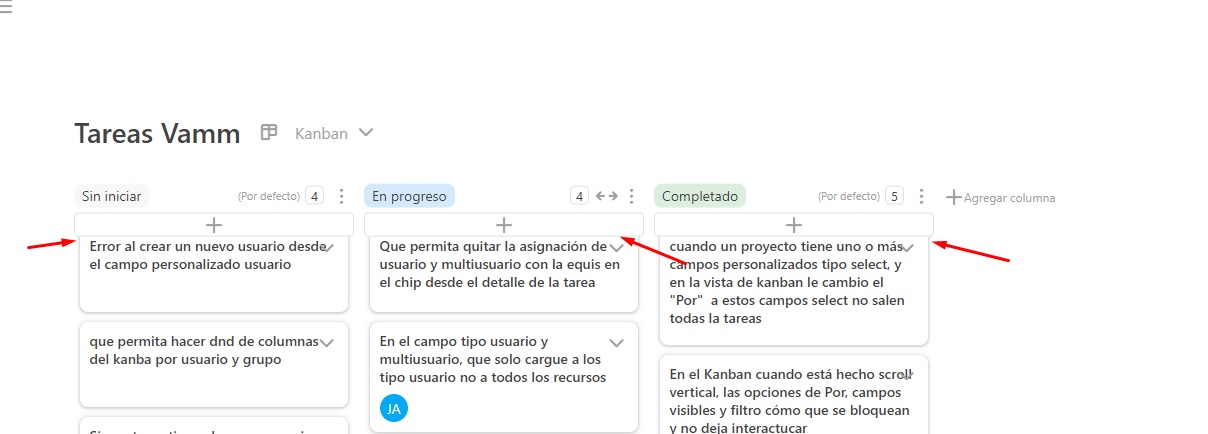 Tareas Vamm
Kanban
Sin iniciar
(Por defecto)
4
En progreso
4
Completado
(Por defecto)
5
Agregar columna
Error al crear un nuevo usuario desde
el campo personalizado usuario
que permita hacer dnd de columnas
del kanba por usuario y grupo
Que permita quitar la asignación de
usuario y multiusuario con la equis en
el chip desde el detalle de la tarea
En el campo tipo usuario y
multiusuario, que solo cargue a los
tipo usuario no a todos los recursos
JA
cuando un proyecto tiene uno o más
campos personalizados tipo select, y
en la vista de kanban le cambio el
"Por" a estos campos select no salen
todas la tareas
En el Kanban cuando está hecho scroll
vertical, las opciones de Por, campos
visibles y filtro cómo que se bloquean
y no deja interactucar